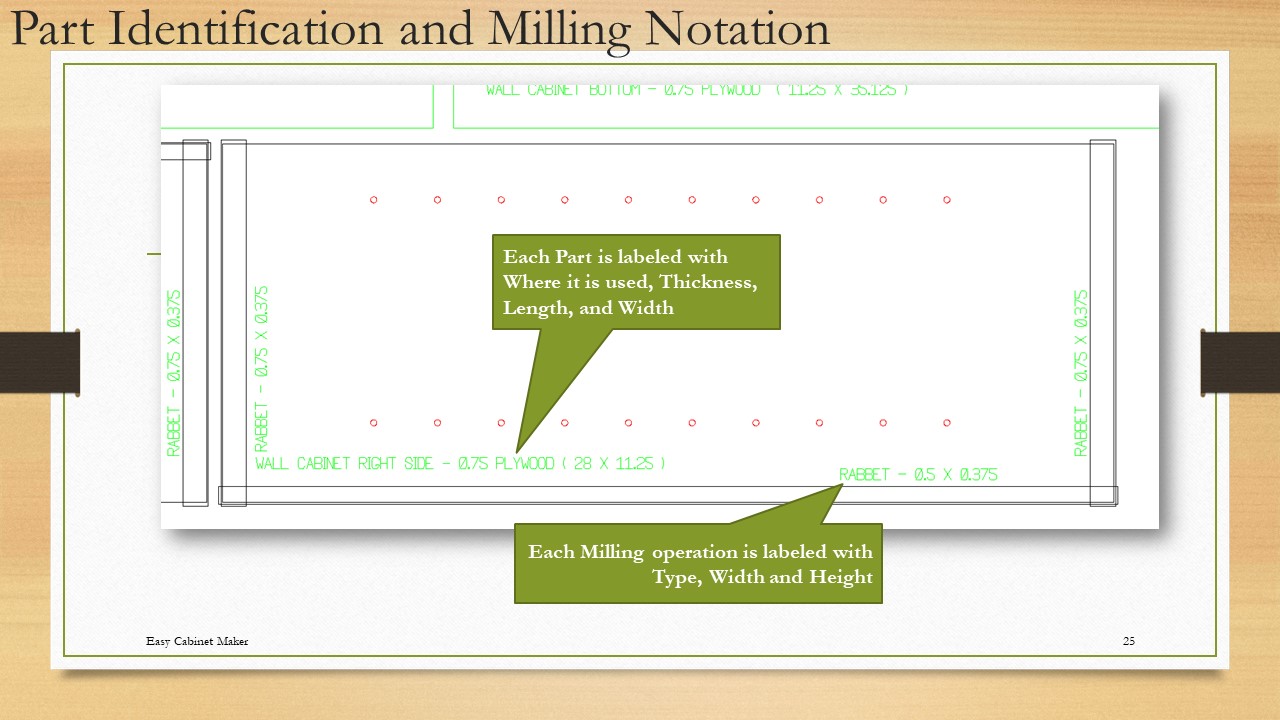 Part Identification and Milling Notation
WALL CABINET BOTTOM - 0.75 PLYWOOD ( 11.25 X 35.125 )
Each Part is labeled with
Where it is used, Thickness,
Length, and Width
RABBET - 0.75 X 0.375
RABBET - 0.75 X 0.375
RABBET - 0.75 X 0.375
WALL CABINET RIGHT SIDE - 0.75 PLYWOOD ( 28 X 11.25 )
RABBET - 0.5 X 0.375
Each Milling operation is labeled with
Type, Width and Height
Easy Cabinet Maker
25